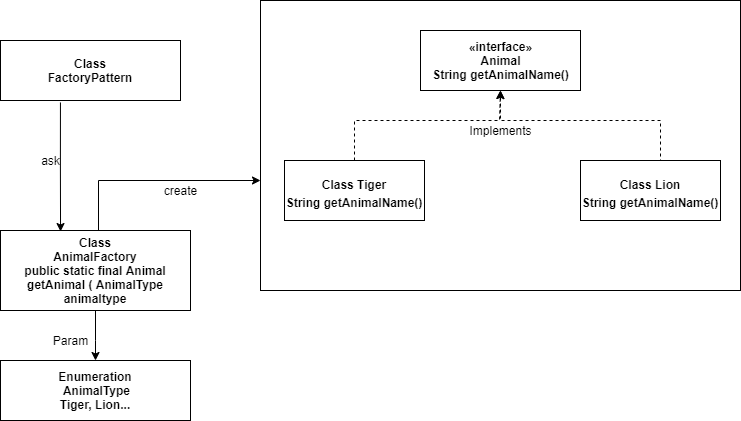 Class
FactoryPattern
ask
Class
AnimalFactory
public static final Animal
getAnimal ( AnimalType
animaltype
Param
Enumeration
AnimalType
Tiger, Lion...
create
«interface»
Animal
String getAnimalName()
Implements
Class Tiger
String getAnimalName()
Class Lion
String getAnimalName()